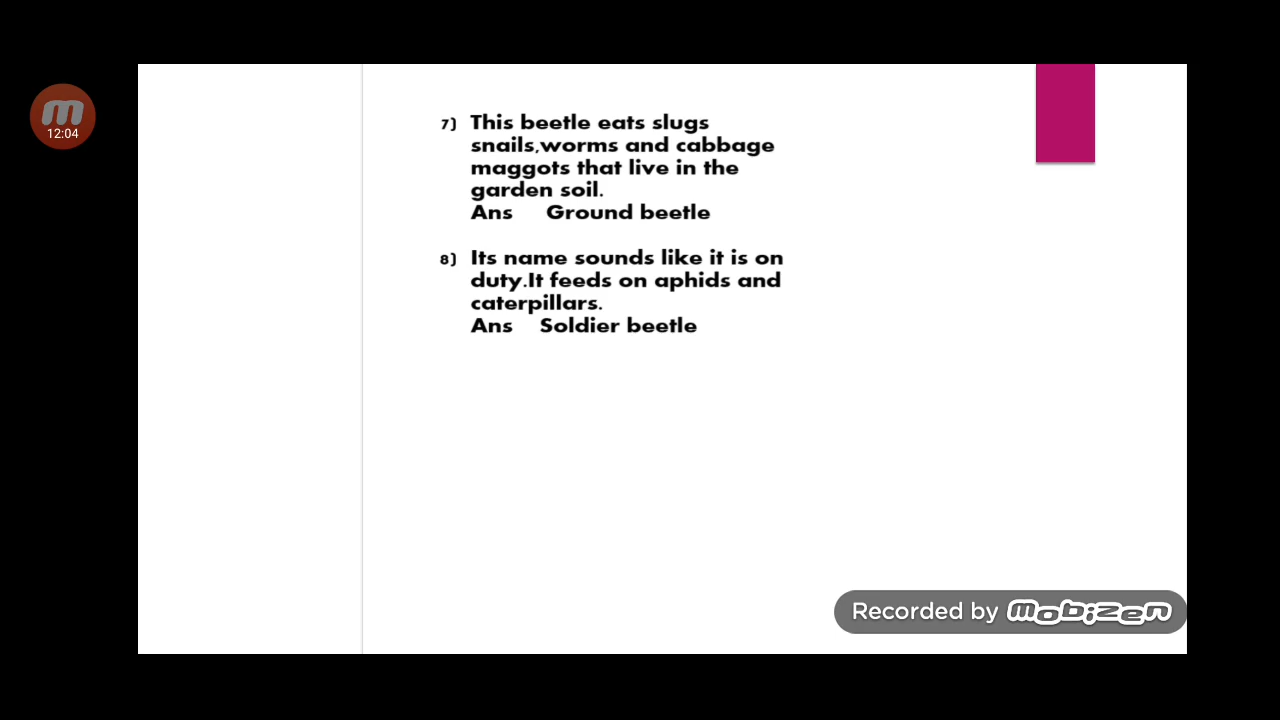 12:04
7) This beetle eats slugs
snails,worms and cabbage
maggots that live in the
garden soil.
Ans Ground beetle
8) Its name sounds like it is on
duty.It feeds on aphids and
caterpillars.
Ans Soldier beetle
Recorded by mobizen